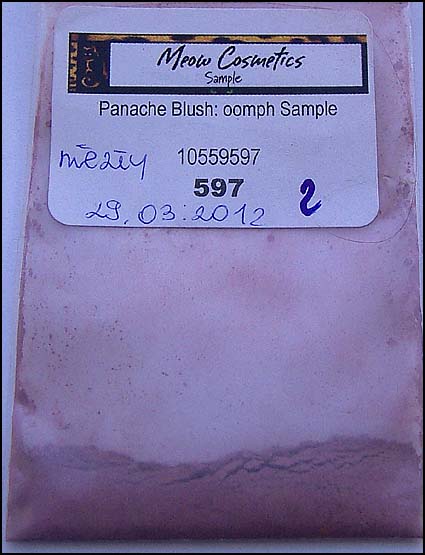 Meow Cosmetics
Sample
Panache Blush: oomph Sample
10559597
597
29.03.2012
2